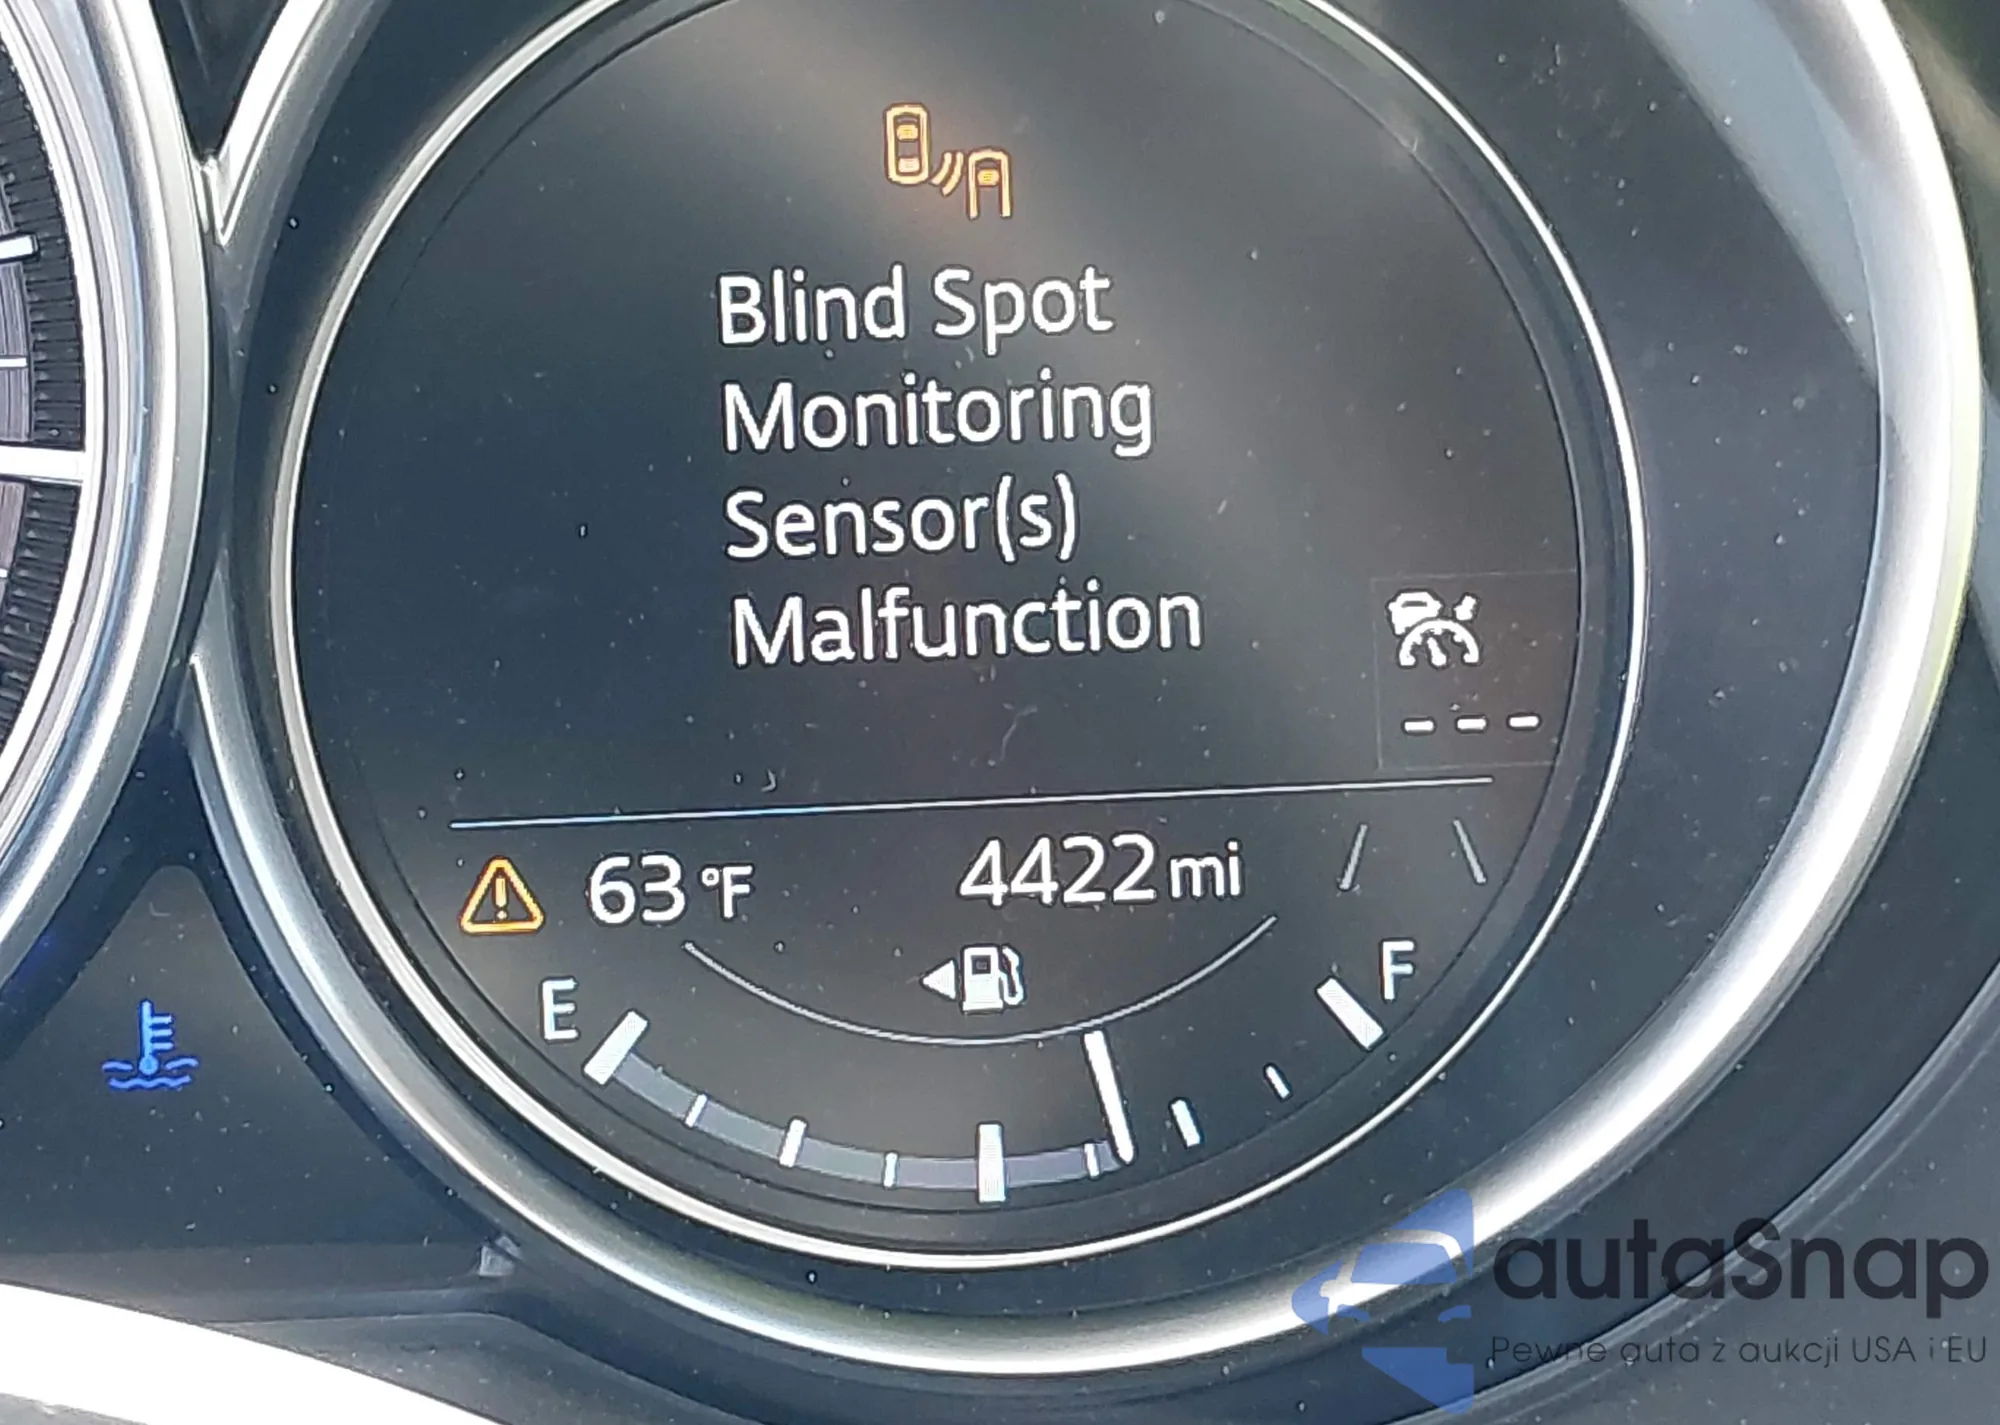 Blind Spot
Monitoring
Sensor(s)
Malfunction
---
63 °F 4422 mi
E F
autaSnap
Pewne auta z aukcji USA i EU